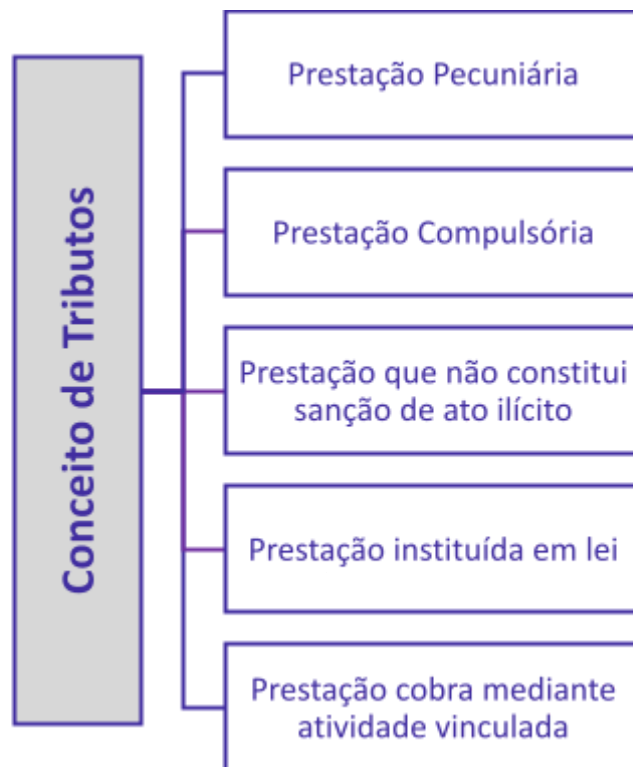 Conceito de Tributos
Prestação Pecuniária
Prestação Compulsória
Prestação que não constitui
sanção de ato ilícito
Prestação instituída em lei
Prestação cobra mediante
atividade vinculada